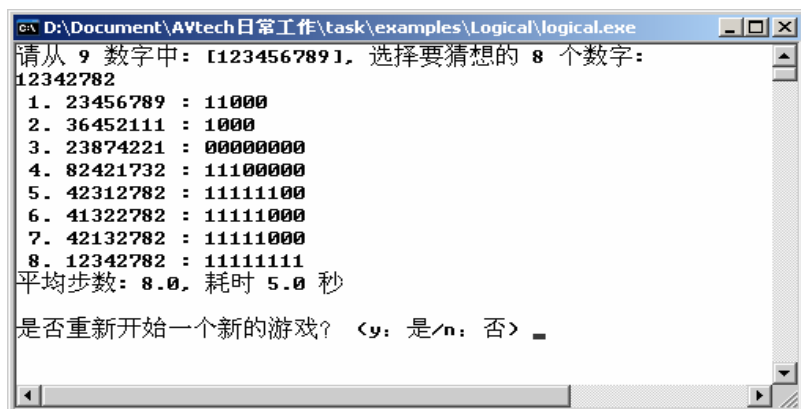 D:\Document\AVtech日常工作\task\examples\Logical\logical.exe
请从 9 数字中: [123456789], 选择要猜想的 8 个数字:
12342782
1. 23456789 : 11000
2. 36452111 : 1000
3. 23874221 : 00000000
4. 82421732 : 11100000
5. 42312782 : 11111100
6. 41322782 : 11111000
7. 42132782 : 11111000
8. 12342782 : 11111111
平均步数: 8.0, 耗时 5.0 秒
是否重新开始一个新的游戏? (y: 是/n: 否) _